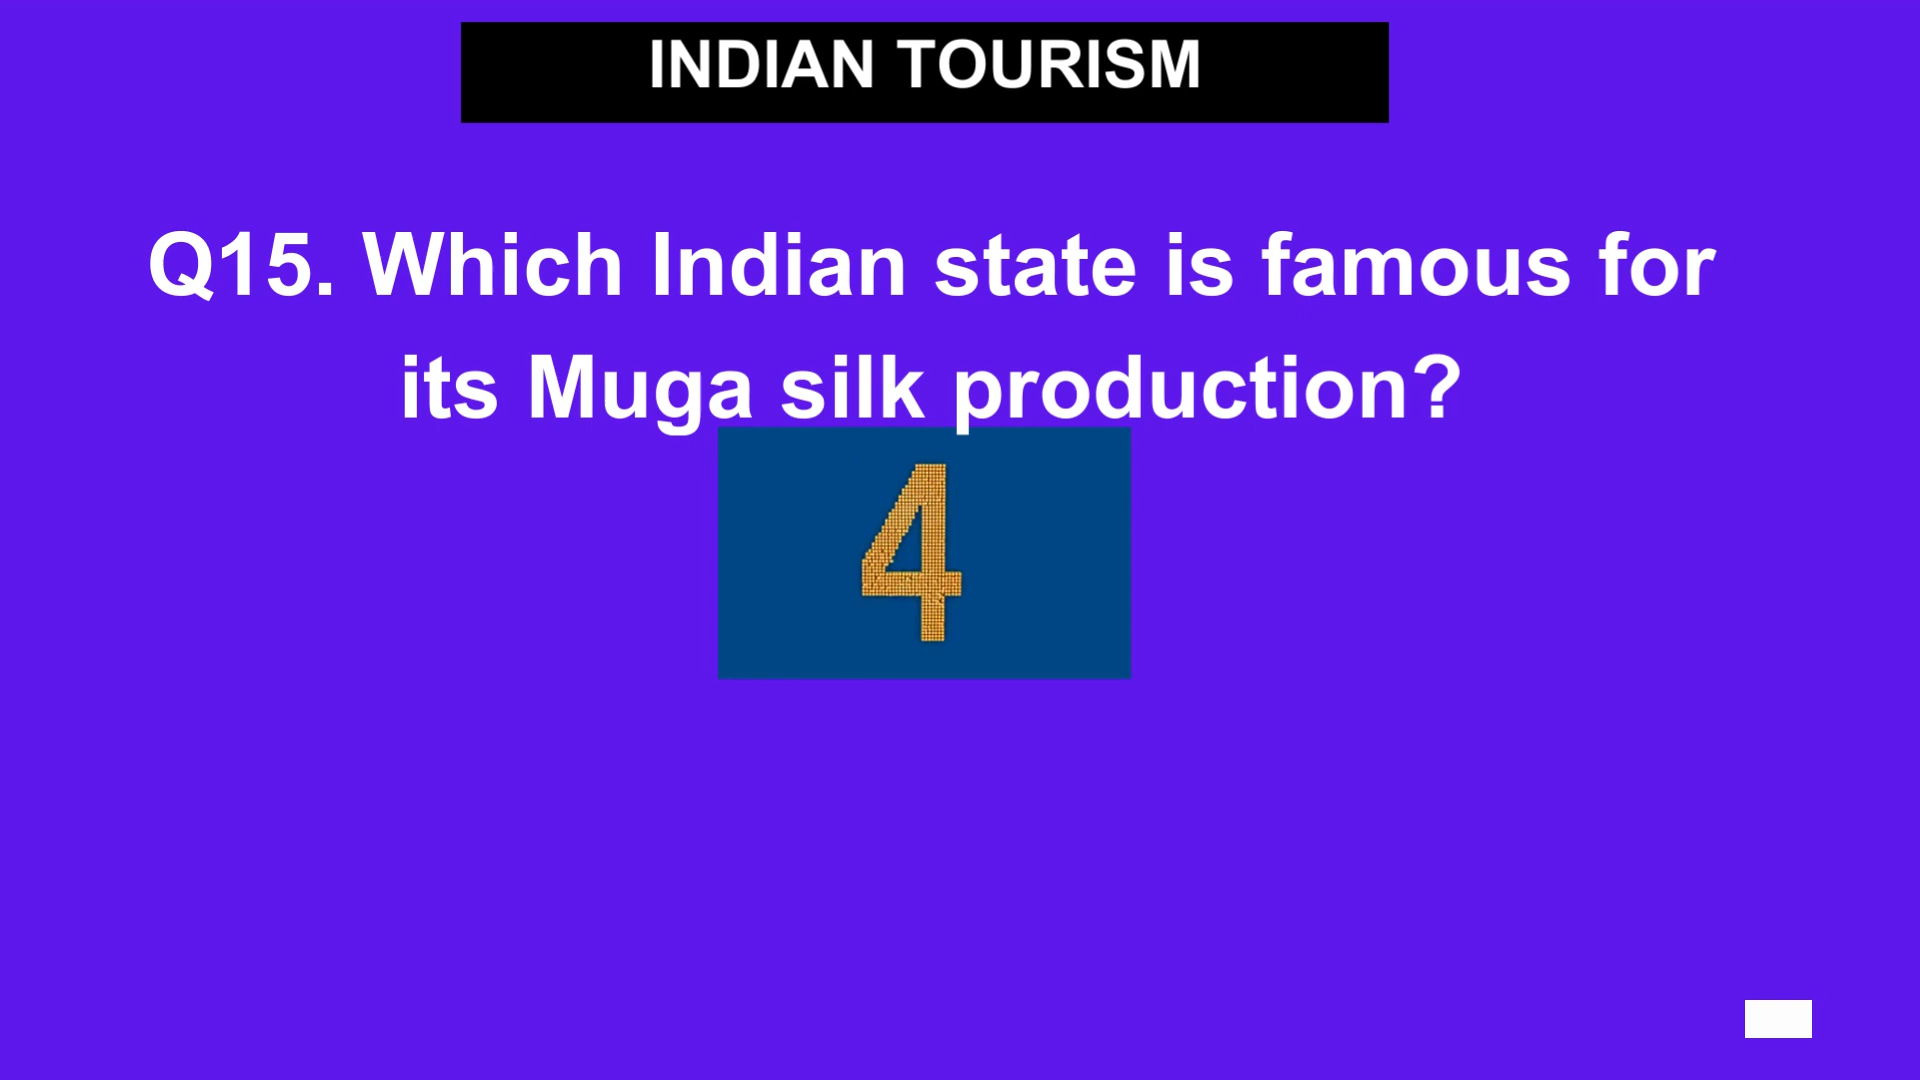 INDIAN TOURISM
Q15. Which Indian state is famous for
its Muga silk production?
4